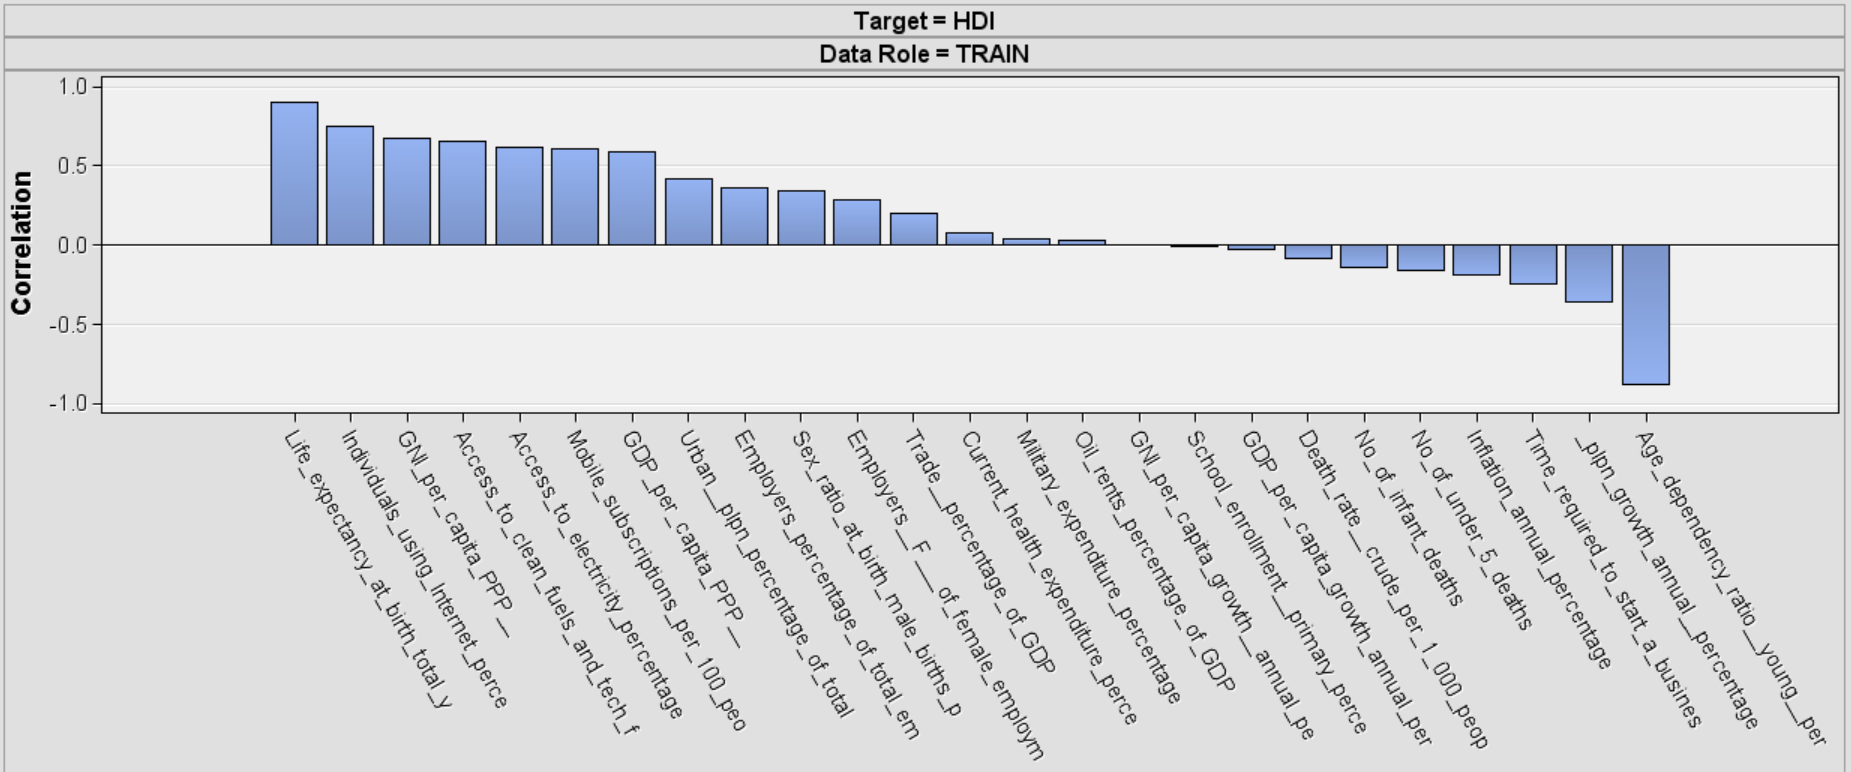 Target = HDI
Data Role = TRAIN
Correlation
1.0
0.5
0.0
-0.5
-1.0
Life_expectancy_at_birth_total_y
Individuals_using_Internet_perce
GNI_per_capita_PPP__
Access_to_clean_fuels_and_tech_f
Access_to_electricity_percentage
Mobile_subscriptions_per_100_peo
GDP_per_capita_PPP__
Urban__plpn_percentage_of_total
Employers_percentage_of_total_em
Sex_ratio_at_birth_male_births_p
Employers__F___of_female_employm
Trade__percentage_of_GDP
Current_health_expenditure_perce
Military_expenditure_percentage
Oil_rents_percentage_of_GDP
GNI_per_capita_growth__annual_pe
School_enrollment__primary_perce
GDP_per_capita_growth_annual_per
Death_rate__crude_per_1_000_peop
No_of_infant_deaths
No_of_under_5_deaths
Inflation_annual_percentage
Time_required_to_start_a_busines
_plpn_growth_annual__percentage
Age_dependency_ratio__young__per